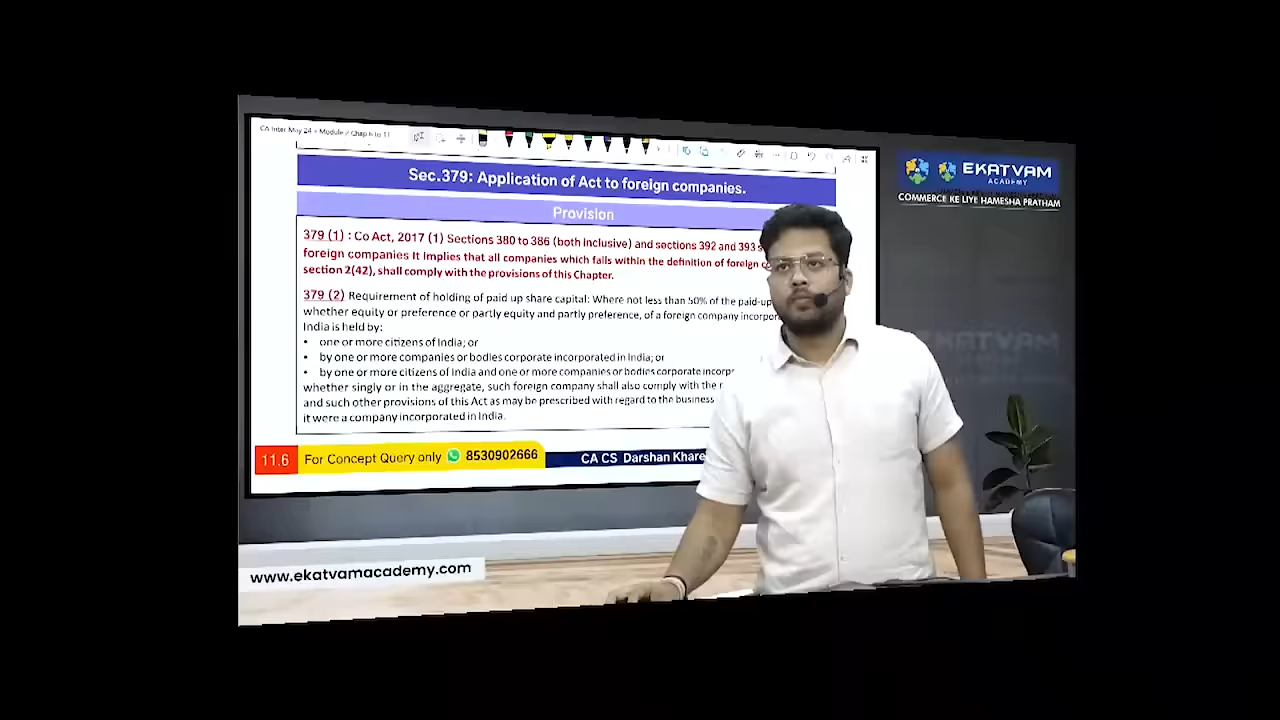 CA Inter May 24 - Module 2 Chap 6 to 11
EKATVAM
ACADEMY
COMMERCE KE LIYE HAMESHA PRATHAM
Sec.379: Application of Act to foreign companies.
Provision
379 (1) : Co Act, 2017 (1) Sections 380 to 386 (both inclusive) and sections 392 and 393
foreign companies It implies that all companies which falls within the definition of foreign
section 2(42), shall comply with the provisions of this Chapter.
379 (2) Requirement of holding of paid up share capital: Where not less than 50% of the paid-up
whether equity or preference or partly equity and partly preference, of a foreign company
India is held by:
• one or more citizens of India; or
• by one or more companies or bodies corporate incorporated in India; or
• by one or more citizens of India and one or more companies or bodies corporate
whether singly or in the aggregate, such foreign company shall also comply with the
and such other provisions of this Act as may be prescribed with regard to the business
it were a company incorporated in India.
11.6 For Concept Query only 8530902666 CA CS Darshan Khare
EKATVAM
www.ekatvamacademy.com